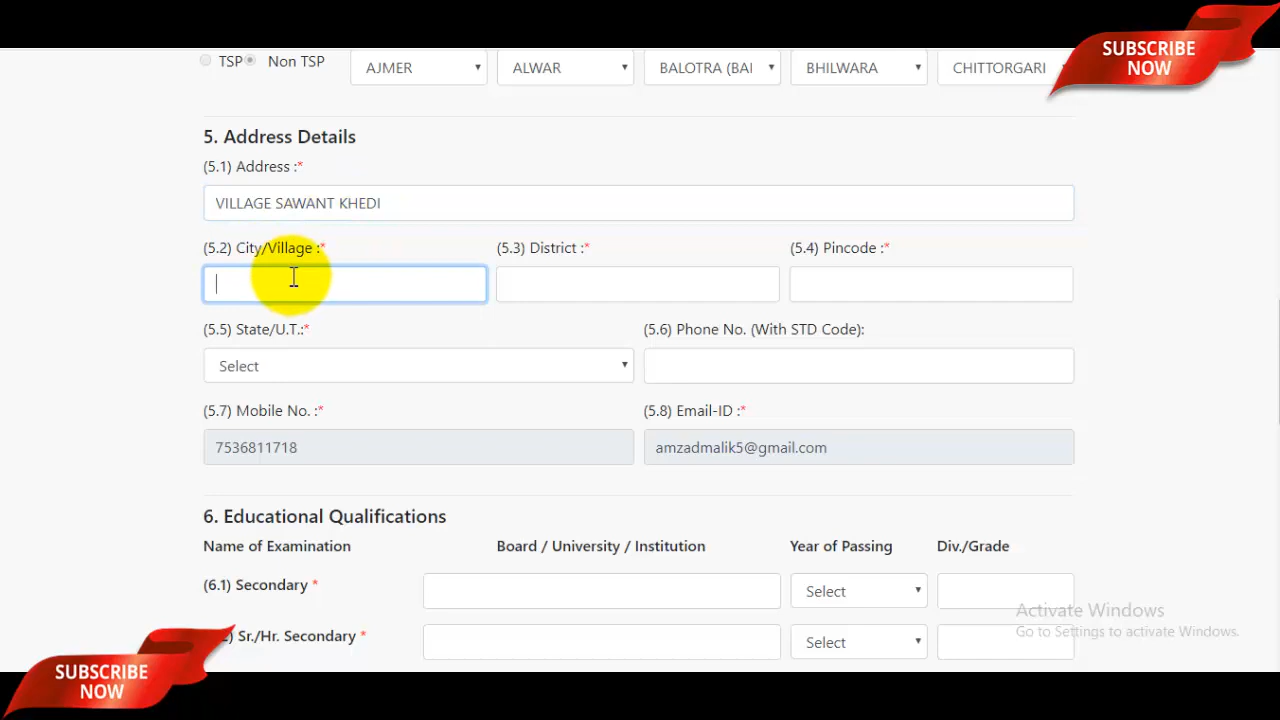 SUBSCRIBE
NOW
TSP Non TSP AJMER ALWAR BALOTRA (BAI BHILWARA CHITTORGARI
5. Address Details
(5.1) Address :*
VILLAGE SAWANT KHEDI
(5.2) City/Village :* (5.3) District :* (5.4) Pincode :*
(5.5) State/U.T.:* (5.6) Phone No. (With STD Code):
Select
(5.7) Mobile No. :* (5.8) Email-ID :*
7536811718 amzadmalik5@gmail.com
6. Educational Qualifications
Name of Examination Board / University / Institution Year of Passing Div./Grade
(6.1) Secondary * Select
Activate Windows
Go to Settings to activate Windows.
) Sr./Hr. Secondary * Select
SUBSCRIBE
NOW